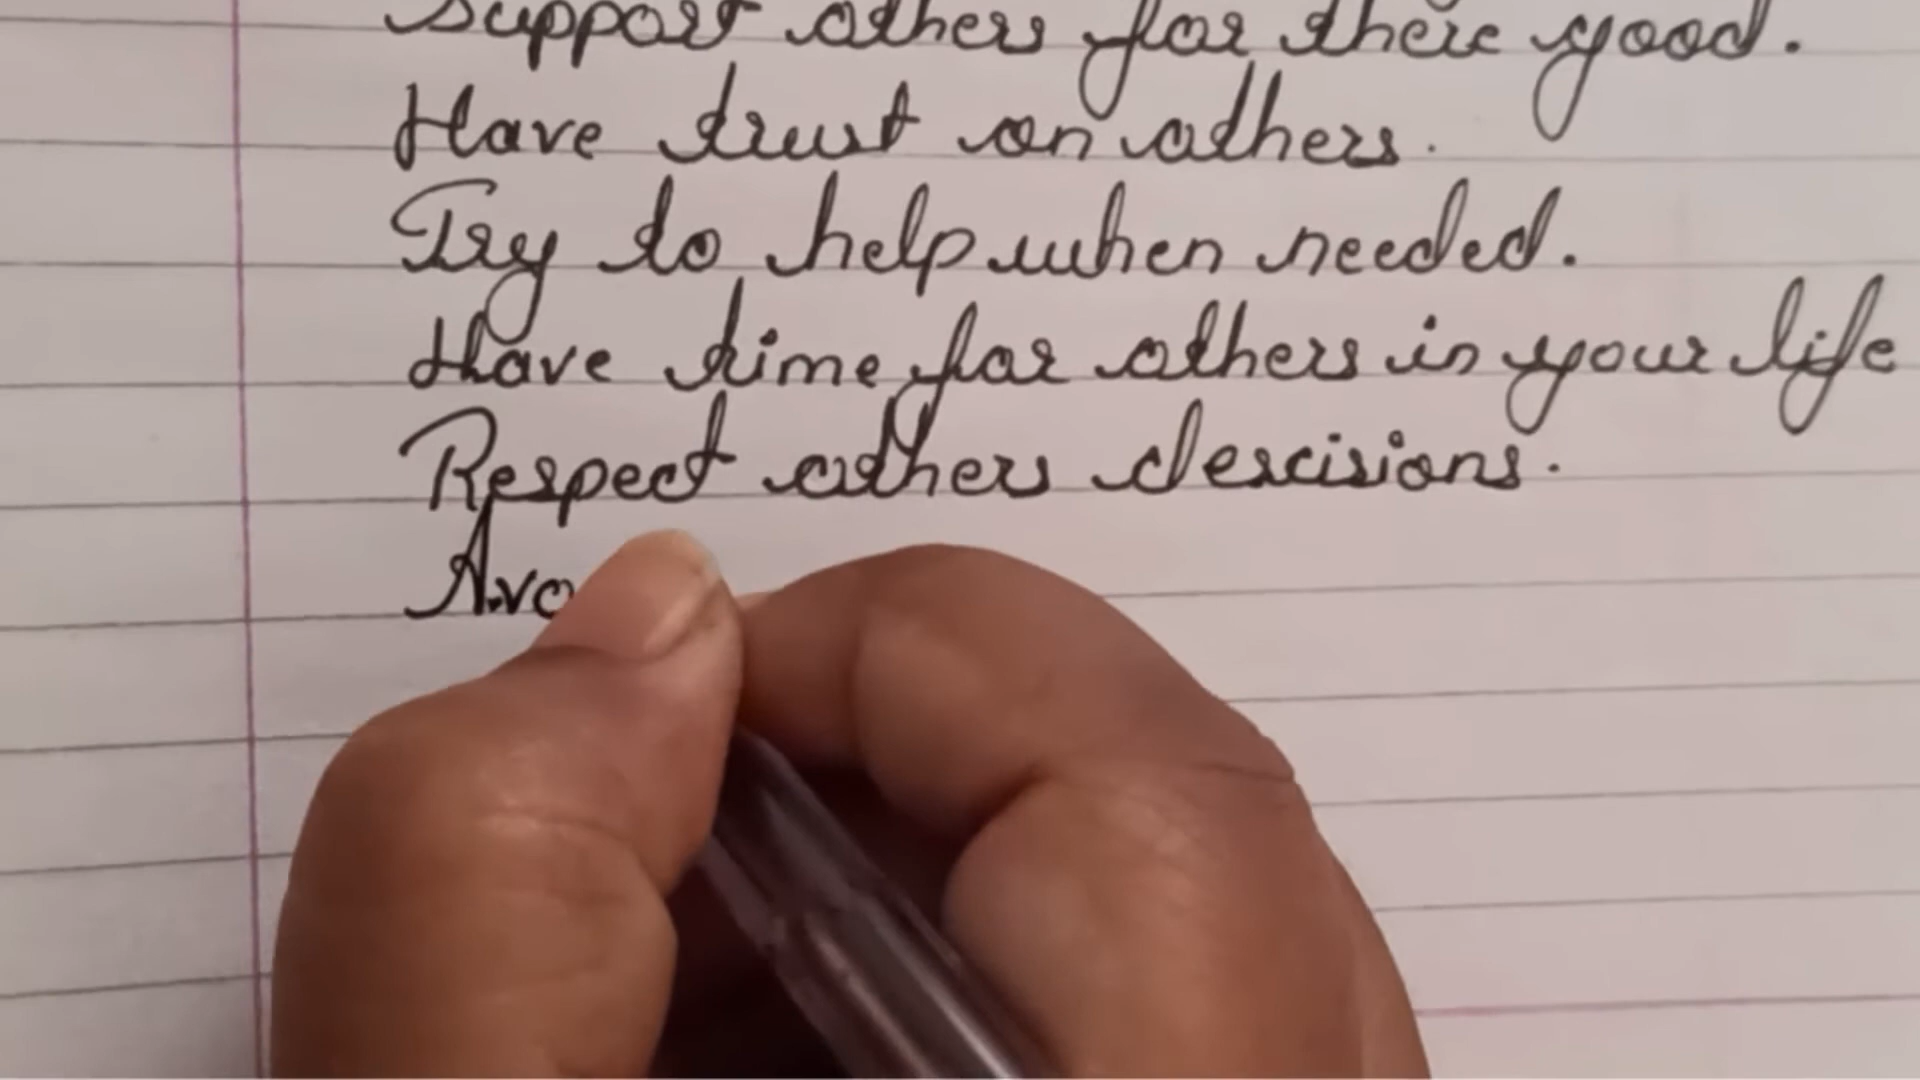 Support others for their good.
Have trust on others.
Try to help when needed.
Have time for others in your life
Respect others descisions.
Avo